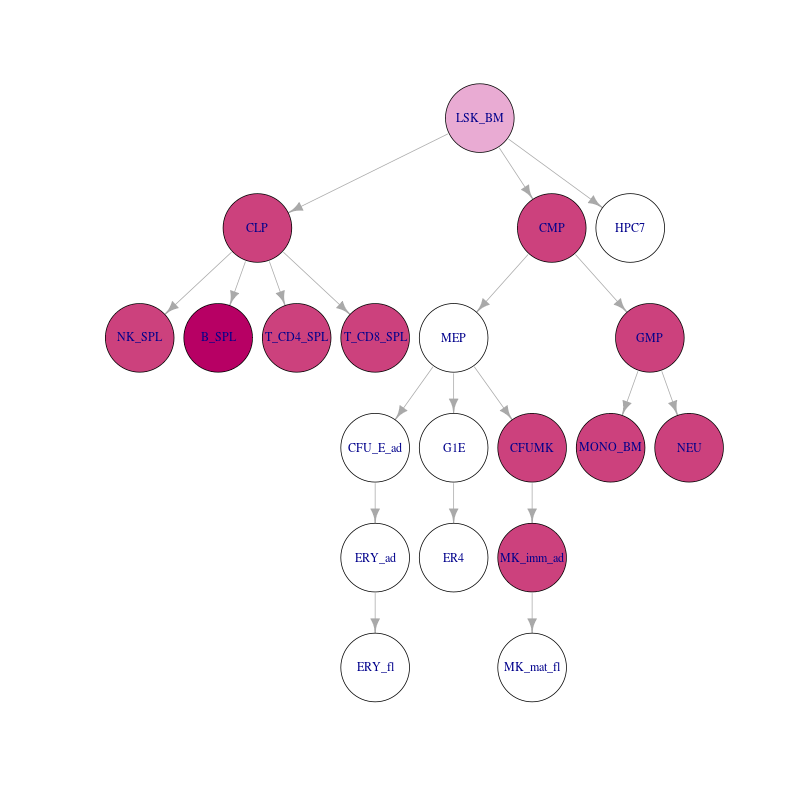 LSK_BM
CLP
CMP
HPC7
NK_SPL
B_SPL
T_CD4_SPL
T_CD8_SPL
MEP
GMP
CFU_E_ad
G1E
CFUMK
MONO_BM
NEU
ERY_ad
ER4
MK_imm_ad
ERY_fl
MK_mat_fl